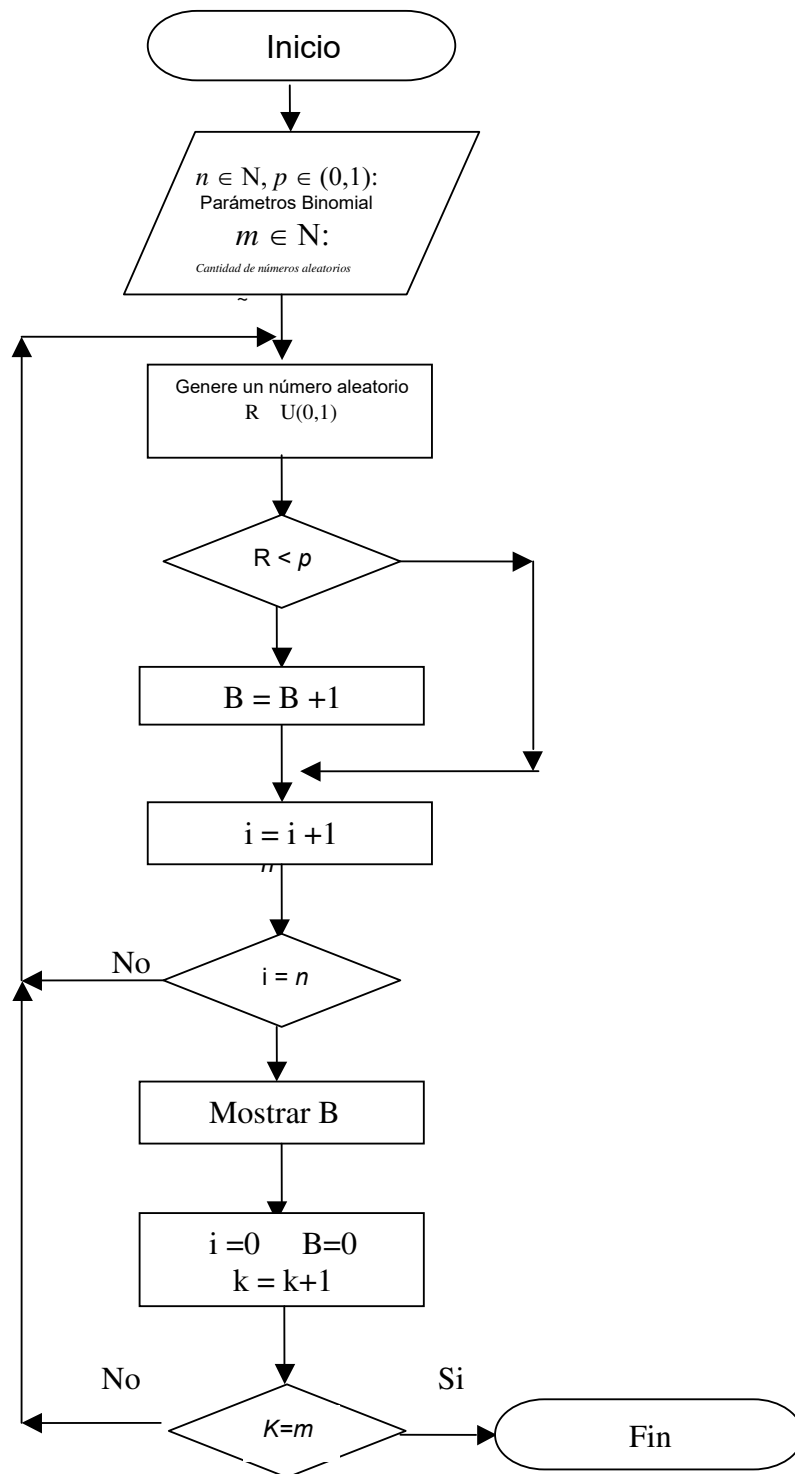 Inicio
n ∈ N, p ∈ (0,1):
Parámetros Binomial
m ∈ N:
Cantidad de números aleatorios
~
Genere un número aleatorio
R U(0,1)
R < p
B = B +1
i = i +1
n
No
i = n
Mostrar B
i =0 B=0
k = k+1
No
Si
K=m
Fin